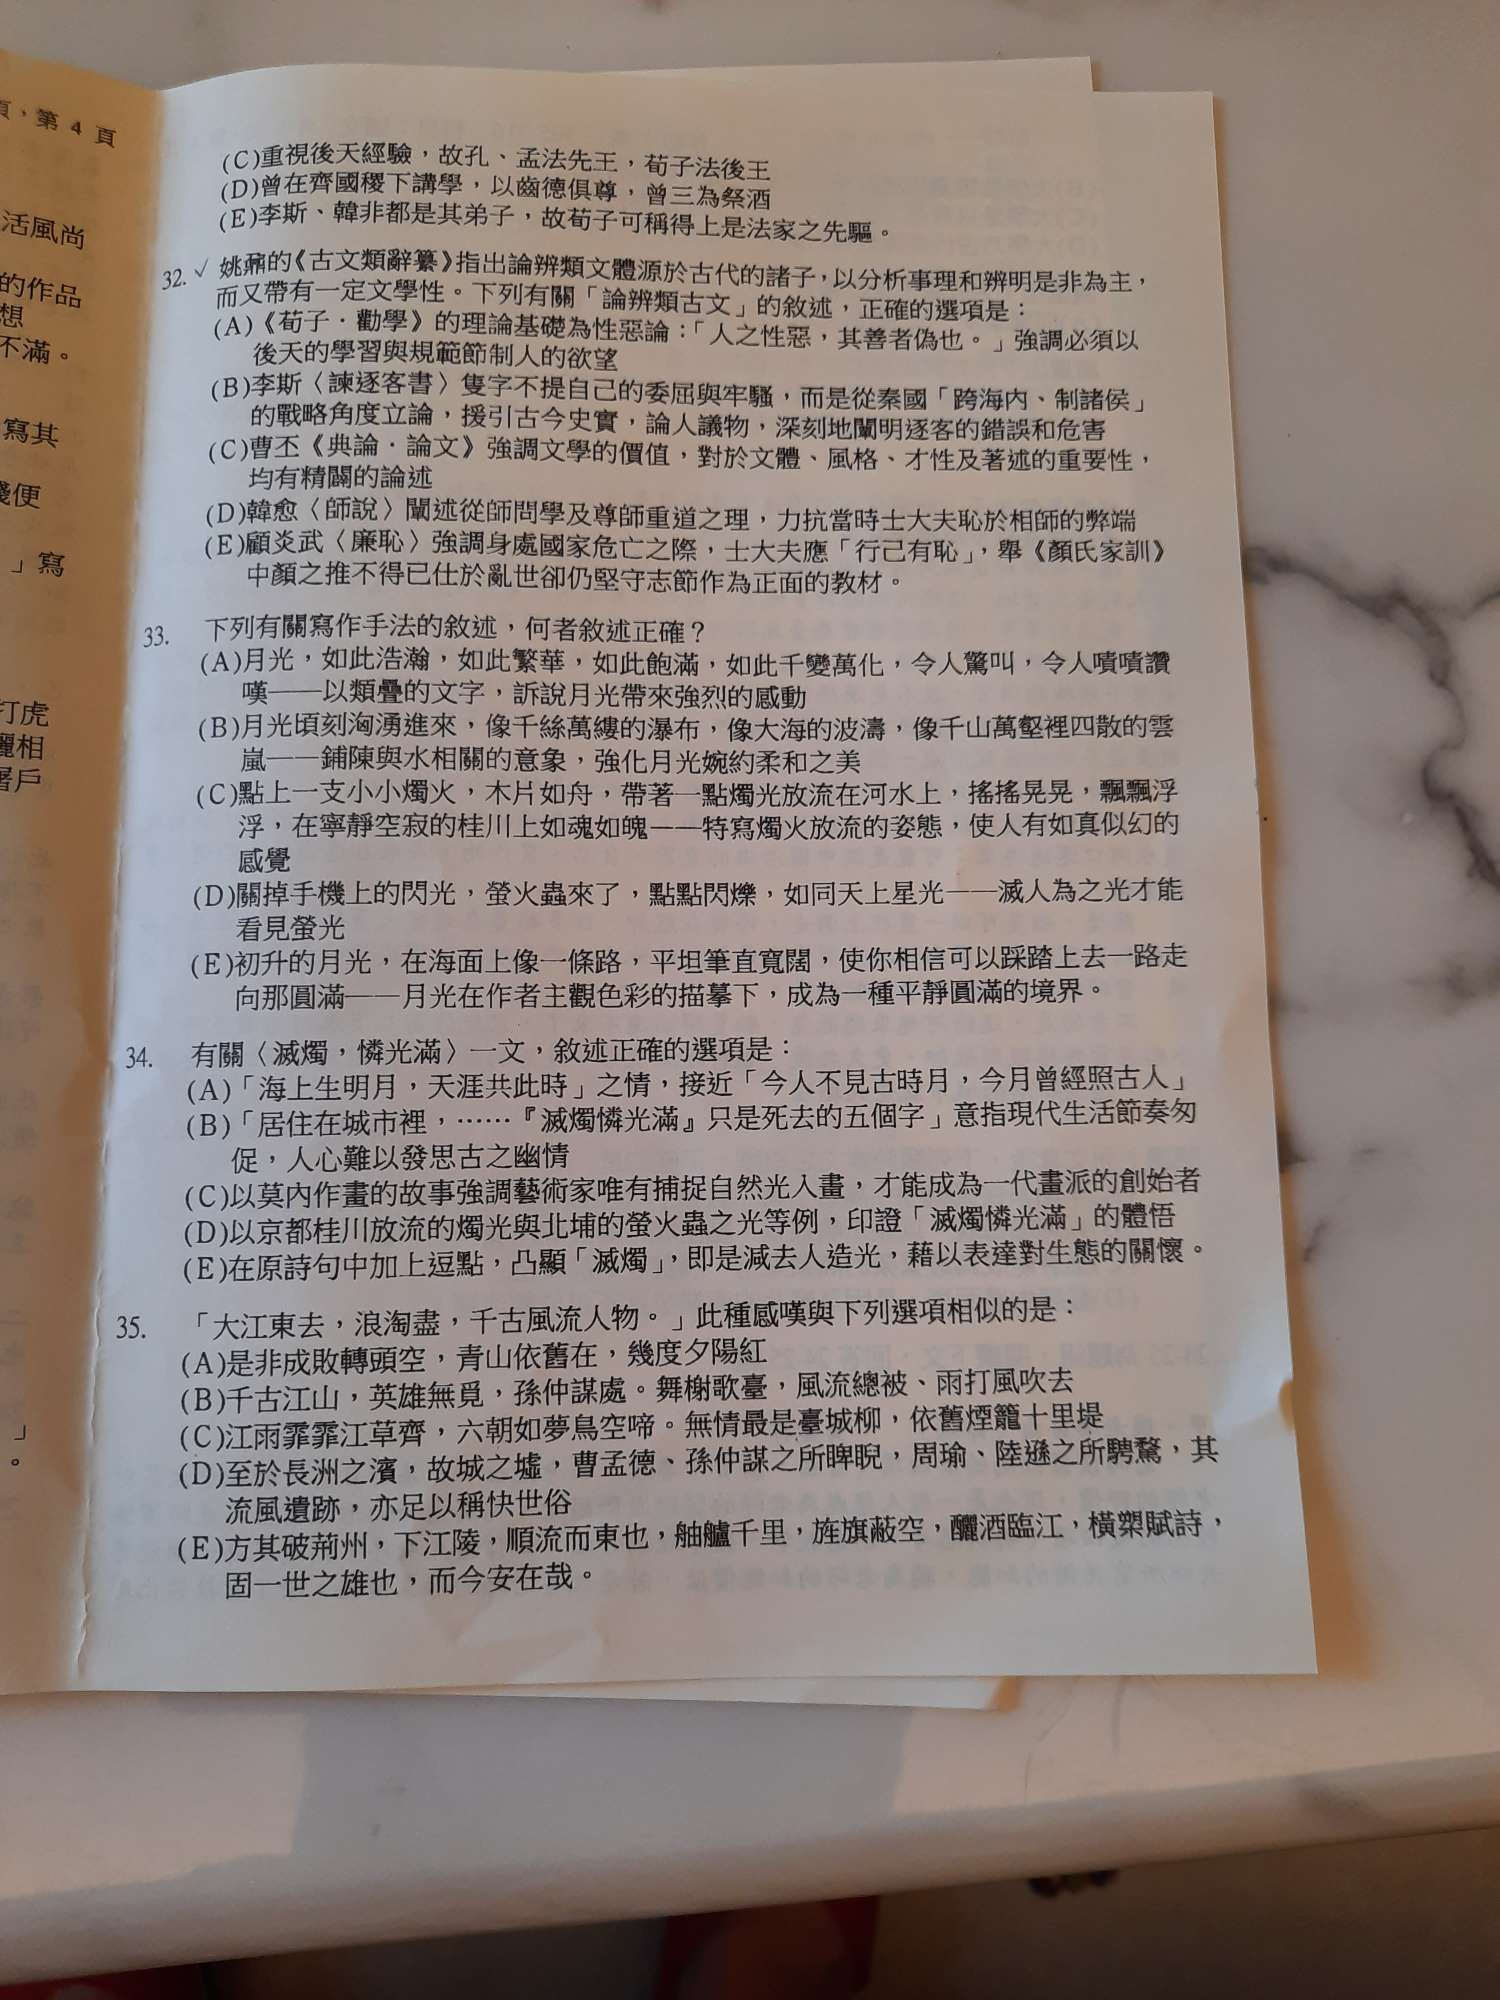 頁，第 4 頁
活風尚
的作品
想
不滿。
寫其
棧便
」寫
打虎
麗相
屠戶
」
。
(C)重視後天經驗，故孔、孟法先王，荀子法後王
(D)曾在齊國稷下講學，以齒德俱尊，曾三為祭酒
(E)李斯、韓非都是其弟子，故荀子可稱得上是法家之先驅。
32.✓姚鼐的《古文類辭纂》指出論辨類文體源於古代的諸子，以分析事理和辨明是非為主，
而又帶有一定文學性。下列有關「論辨類古文」的敘述，正確的選項是：
(A)《荀子．勸學》的理論基礎為性惡論：「人之性惡，其善者偽也。」強調必須以
後天的學習與規範節制人的欲望
(B)李斯〈諫逐客書〉隻字不提自己的委屈與牢騷，而是從秦國「跨海內、制諸侯」
的戰略角度立論，援引古今史實，論人議物，深刻地闡明逐客的錯誤和危害
(C)曹丕《典論．論文》強調文學的價值，對於文體、風格、才性及著述的重要性，
均有精闢的論述
(D)韓愈〈師說〉闡述從師問學及尊師重道之理，力抗當時士大夫恥於相師的弊端
(E)顧炎武〈廉恥〉強調身處國家危亡之際，士大夫應「行己有恥」，舉《顏氏家訓》
中顏之推不得已仕於亂世卻仍堅守志節作為正面的教材。
33. 下列有關寫作手法的敘述，何者敘述正確？
(A)月光，如此浩瀚，如此繁華，如此飽滿，如此千變萬化，令人驚叫，令人嘖嘖讚
嘆──以類疊的文字，訴說月光帶來強烈的感動
(B)月光頃刻洶湧進來，像千絲萬縷的瀑布，像大海的波濤，像千山萬壑裡四散的雲
嵐──鋪陳與水相關的意象，強化月光婉約柔和之美
(C)點上一支小小燭火，木片如舟，帶著一點燭光放流在河水上，搖搖晃晃，飄飄浮
浮，在寧靜空寂的桂川上如魂如魄──特寫燭火放流的姿態，使人有如真似幻的
感覺
(D)關掉手機上的閃光，螢火蟲來了，點點閃爍，如同天上星光──滅人為之光才能
看見螢光
(E)初升的月光，在海面上像一條路，平坦筆直寬闊，使你相信可以踩踏上去一路走
向那圓滿──月光在作者主觀色彩的描摹下，成為一種平靜圓滿的境界。
34. 有關〈滅燭，憐光滿〉一文，敘述正確的選項是：
(A)「海上生明月，天涯共此時」之情，接近「今人不見古時月，今月曾經照古人」
(B)「居住在城市裡，……『滅燭憐光滿』只是死去的五個字」意指現代生活節奏匆
促，人心難以發思古之幽情
(C)以莫內作畫的故事強調藝術家唯有捕捉自然光入畫，才能成為一代畫派的創始者
(D)以京都桂川放流的燭光與北埔的螢火蟲之光等例，印證「滅燭憐光滿」的體悟
(E)在原詩句中加上逗點，凸顯「滅燭」，即是減去人造光，藉以表達對生態的關懷。
35. 「大江東去，浪淘盡，千古風流人物。」此種感嘆與下列選項相似的是：
(A)是非成敗轉頭空，青山依舊在，幾度夕陽紅
(B)千古江山，英雄無覓，孫仲謀處。舞榭歌臺，風流總被、雨打風吹去
(C)江雨霏霏江草齊，六朝如夢鳥空啼。無情最是臺城柳，依舊煙籠十里堤
(D)至於長洲之濱，故城之墟，曹孟德、孫仲謀之所睥睨，周瑜、陸遜之所騁騖，其
流風遺跡，亦足以稱快世俗
(E)方其破荊州，下江陵，順流而東也，舳艫千里，旌旗蔽空，釃酒臨江，橫槊賦詩，
固一世之雄也，而今安在哉。